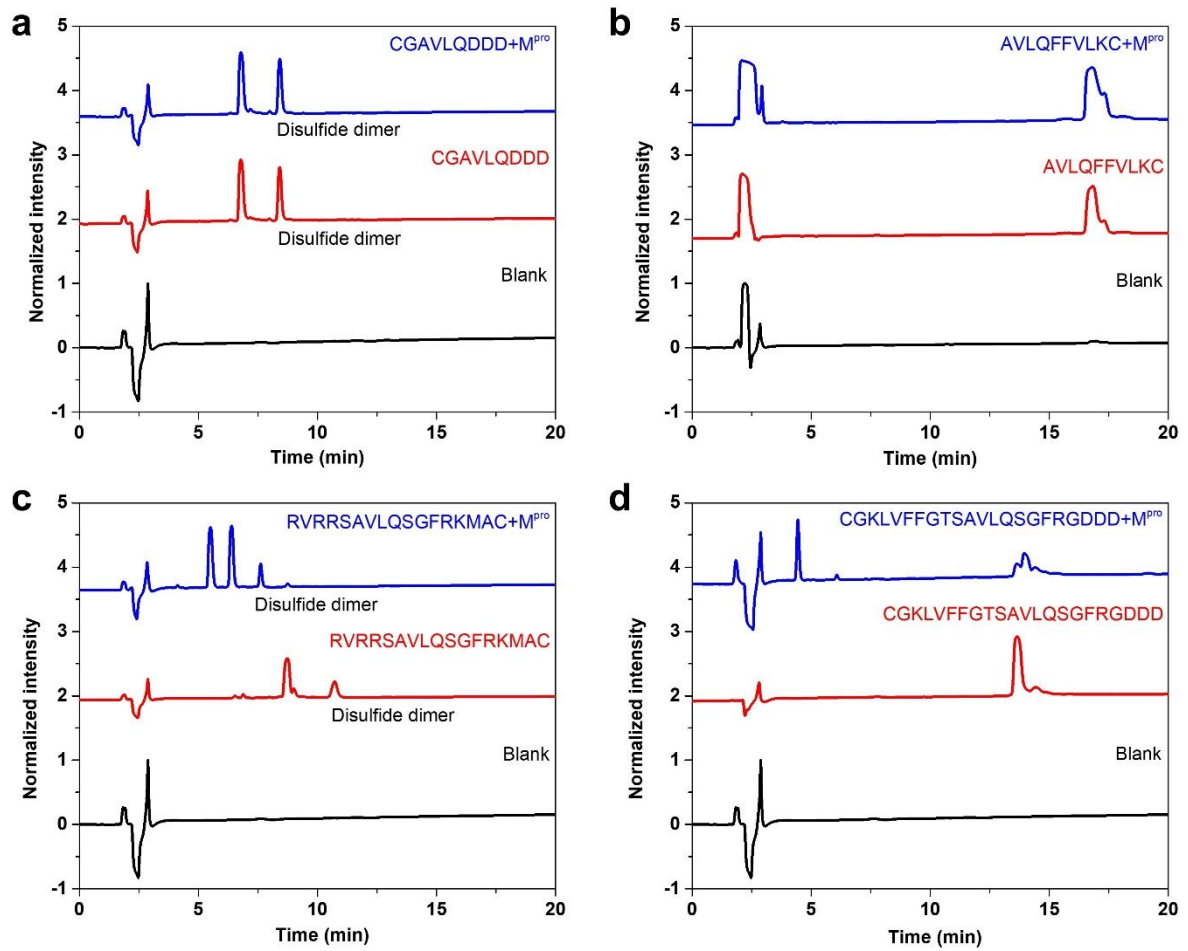 a
CGAVLQDDD+Mᵖʳᵒ
Disulfide dimer
CGAVLQDDD
Disulfide dimer
Blank
Normalized intensity
5
4
3
2
1
0
-1
0 5 10 15 20
Time (min)
b
AVLQFFVLKC+Mᵖʳᵒ
AVLQFFVLKC
Blank
Normalized intensity
5
4
3
2
1
0
-1
0 5 10 15 20
Time (min)
c
RVRRSAVLQSGFRKMAC+Mᵖʳᵒ
Disulfide dimer
RVRRSAVLQSGFRKMAC
Disulfide dimer
Blank
Normalized intensity
5
4
3
2
1
0
-1
0 5 10 15 20
Time (min)
d
CGKLVFFGTSAVLQSGFRGDDD+Mᵖʳᵒ
CGKLVFFGTSAVLQSGFRGDDD
Blank
Normalized intensity
5
4
3
2
1
0
-1
0 5 10 15 20
Time (min)